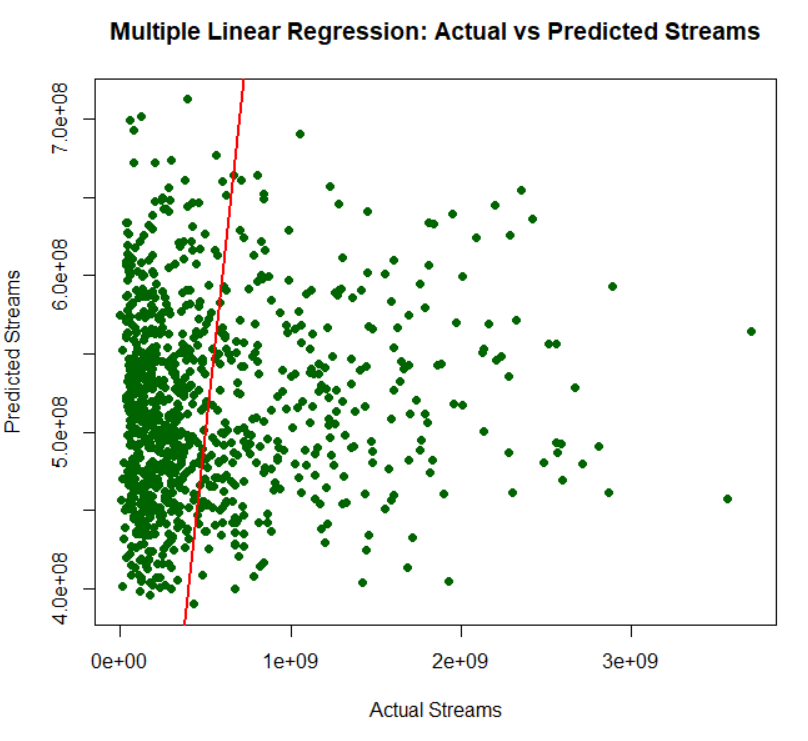 Multiple Linear Regression: Actual vs Predicted Streams
7.0e+08
6.0e+08
5.0e+08
4.0e+08
Predicted Streams
0e+00 1e+09 2e+09 3e+09
Actual Streams